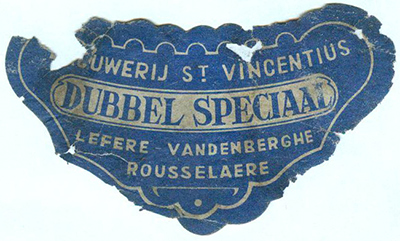 OUWERIJ ST VINCENTIUS
DUBBEL SPECIAAL
LEFERE - VANDENBERGHE
ROUSSELAERE